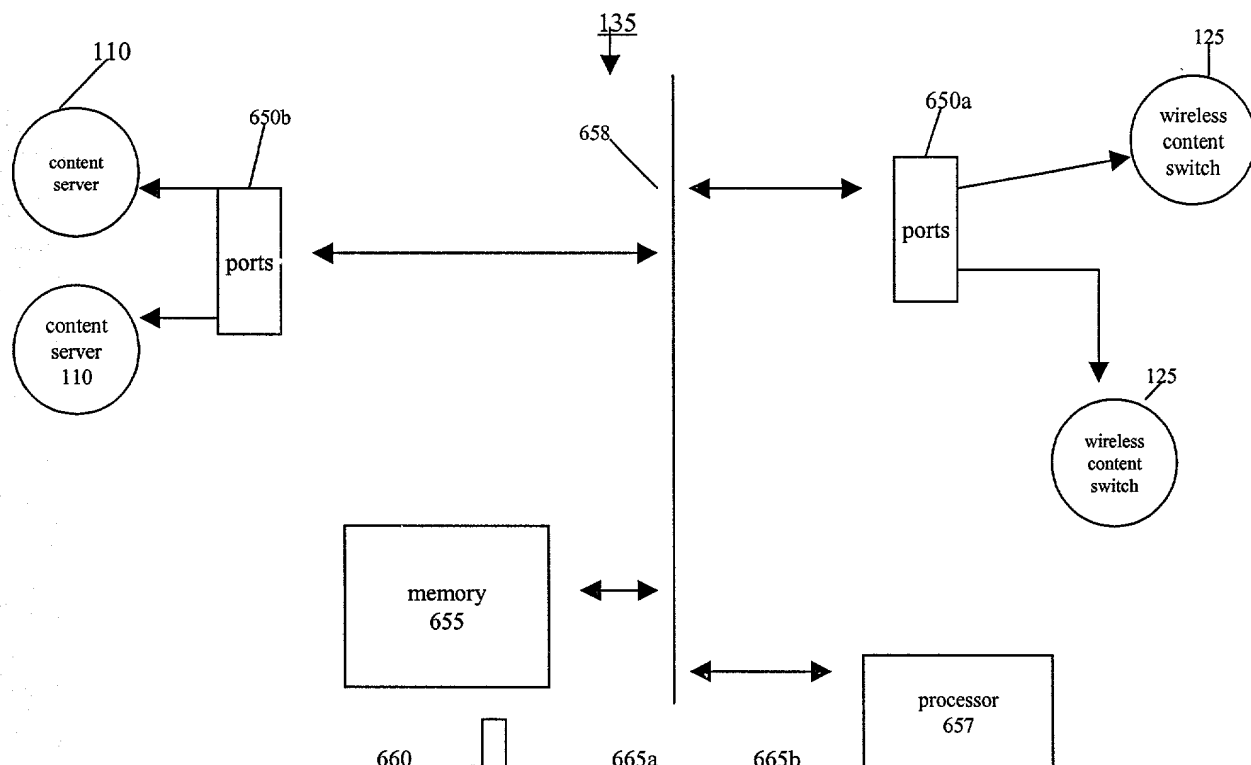 135
110
125
650b
658
650a
content
server
ports
wireless
content
switch
ports
content
server
110
125
wireless
content
switch
memory
655
processor
657
660
665a
665b